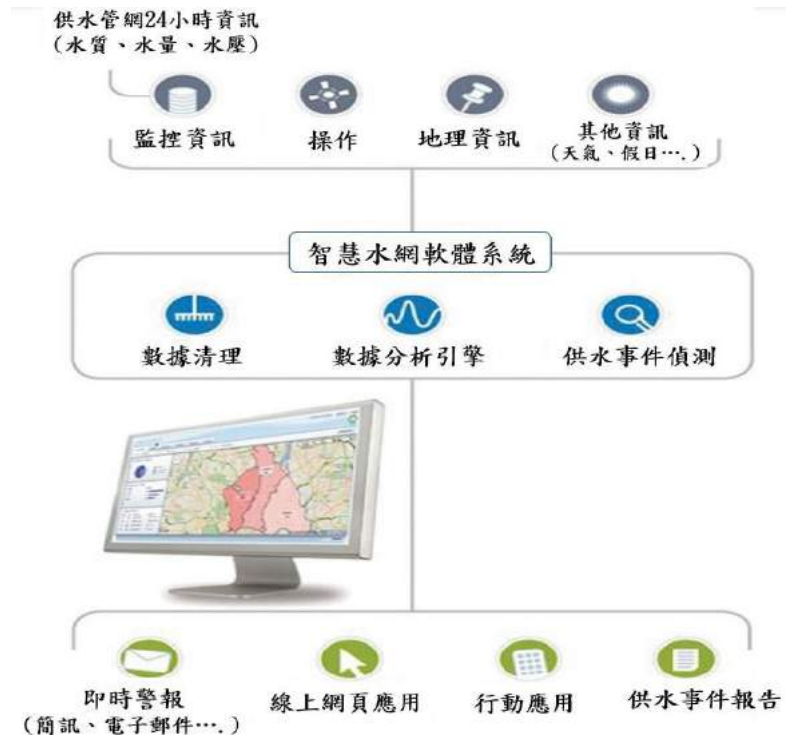 供水管網24小時資訊
(水質、水量、水壓)
監控資訊
操作
地理資訊
其他資訊
(天氣、假日‧‧‧.)
智慧水網軟體系統
數據清理
數據分析引擎
供水事件偵測
即時警報
(簡訊、電子郵件‧‧‧.)
線上網頁應用
行動應用
供水事件報告